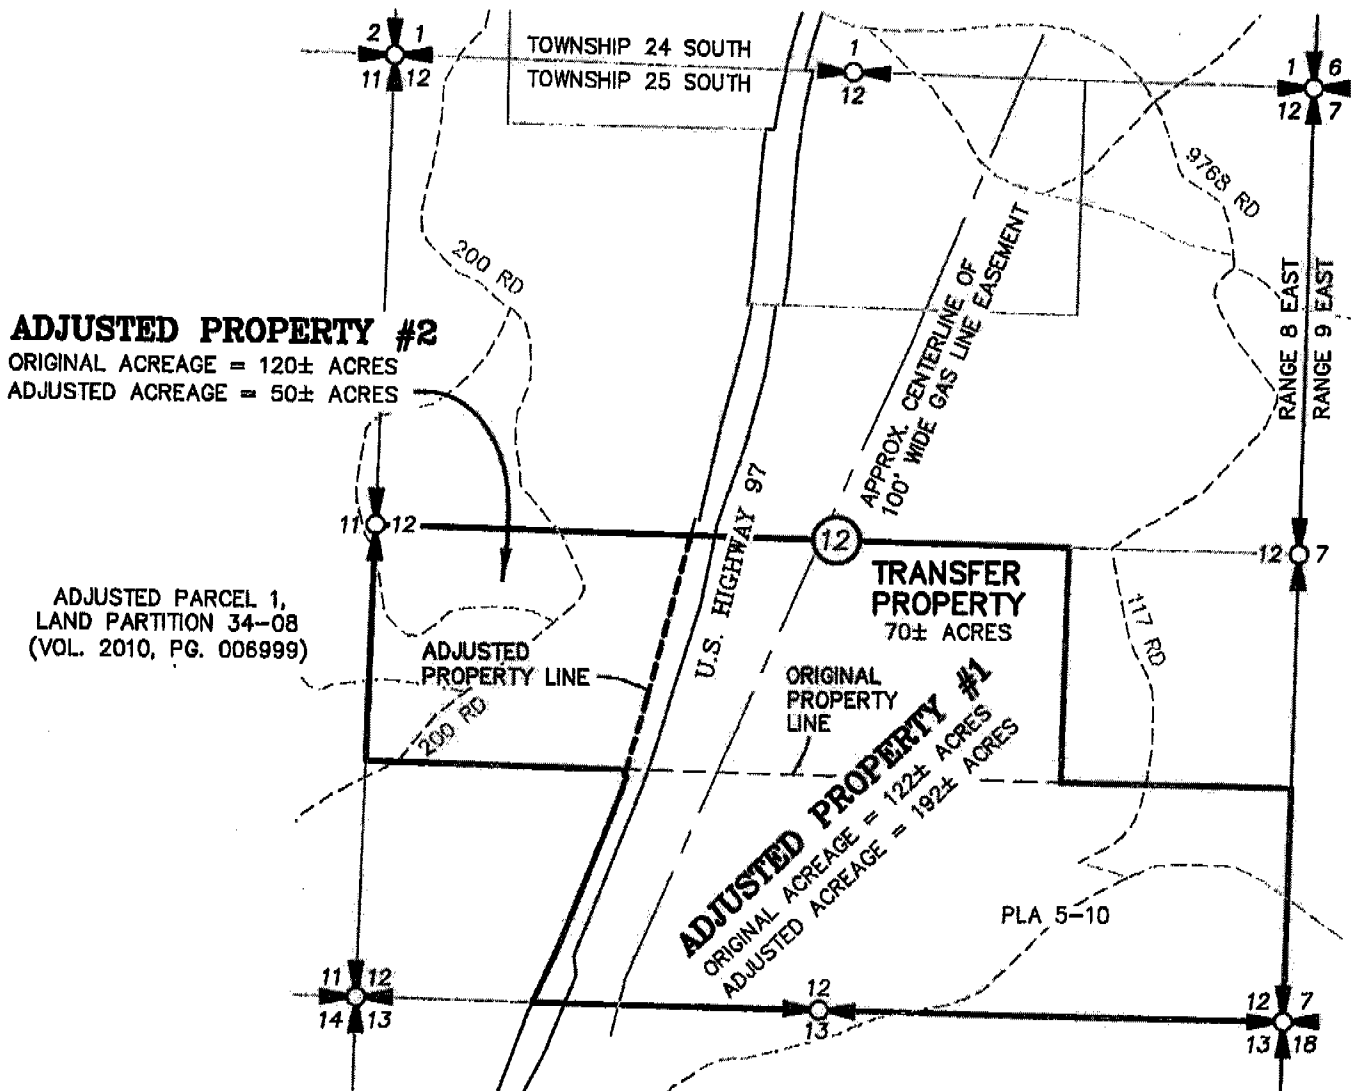 2 1
11 12
TOWNSHIP 24 SOUTH
TOWNSHIP 25 SOUTH
1
12
1 6
12 7
9768 RD
200 RD
RANGE 8 EAST
RANGE 9 EAST
APPROX. CENTERLINE OF
100' WIDE GAS LINE EASEMENT
ADJUSTED PROPERTY #2
ORIGINAL ACREAGE = 120± ACRES
ADJUSTED ACREAGE = 50± ACRES
U.S. HIGHWAY 97
11 12
12
12 7
TRANSFER
PROPERTY
70± ACRES
ADJUSTED PARCEL 1,
LAND PARTITION 34-08
(VOL. 2010, PG. 006999)
117 RD
ADJUSTED
PROPERTY LINE
ORIGINAL
PROPERTY
LINE
200 RD
ADJUSTED PROPERTY #1
ORIGINAL ACREAGE = 122± ACRES
ADJUSTED ACREAGE = 192± ACRES
PLA 5-10
11 12
14 13
12
13
12 7
13 18